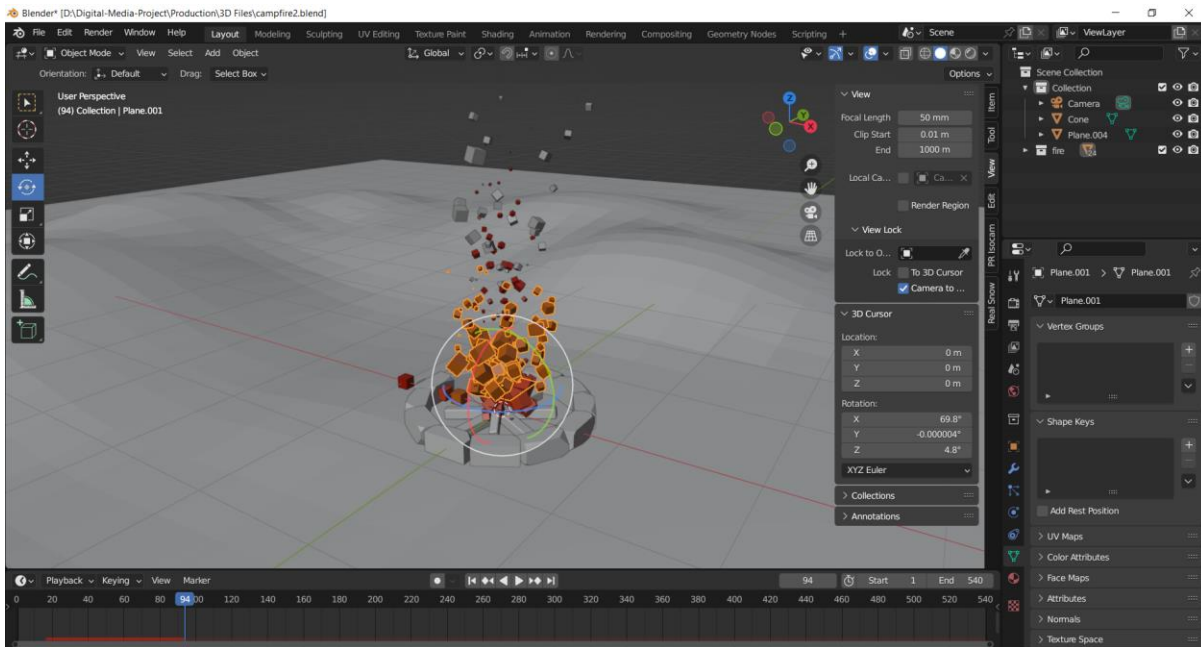 Blender* [D:\Digital-Media-Project\Production\3D Files\campfire2.blend]
File Edit Render Window Help Layout Modeling Sculpting UV Editing Texture Paint Shading Animation Rendering Compositing Geometry Nodes Scripting + Scene ViewLayer
Object Mode View Select Add Object Global
Orientation: Default Drag: Select Box Options
User Perspective
(94) Collection | Plane.001
Z
Y
X
View
Focal Length 50 mm
Clip Start 0.01 m
End 1000 m
Local Ca... Ca...
Render Region
View Lock
Lock to O...
Lock To 3D Cursor
Camera to ...
3D Cursor
Location:
X 0 m
Y 0 m
Z 0 m
Rotation:
X 69.8°
Y -0.000004°
Z 4.8°
XYZ Euler
Collections
Annotations
Item
Tool
View
Edit
PR Isocam
Real Snow
Scene Collection
Collection
Camera
Cone
Plane.004
fire 24
Plane.001 > Plane.001
Plane.001
Vertex Groups
Shape Keys
Add Rest Position
UV Maps
Color Attributes
Face Maps
Attributes
Normals
Texture Space
Playback Keying View Marker 94 Start 1 End 540
0 20 40 60 80 94 00 120 140 160 180 200 220 240 260 280 300 320 340 360 380 400 420 440 460 480 500 520 540